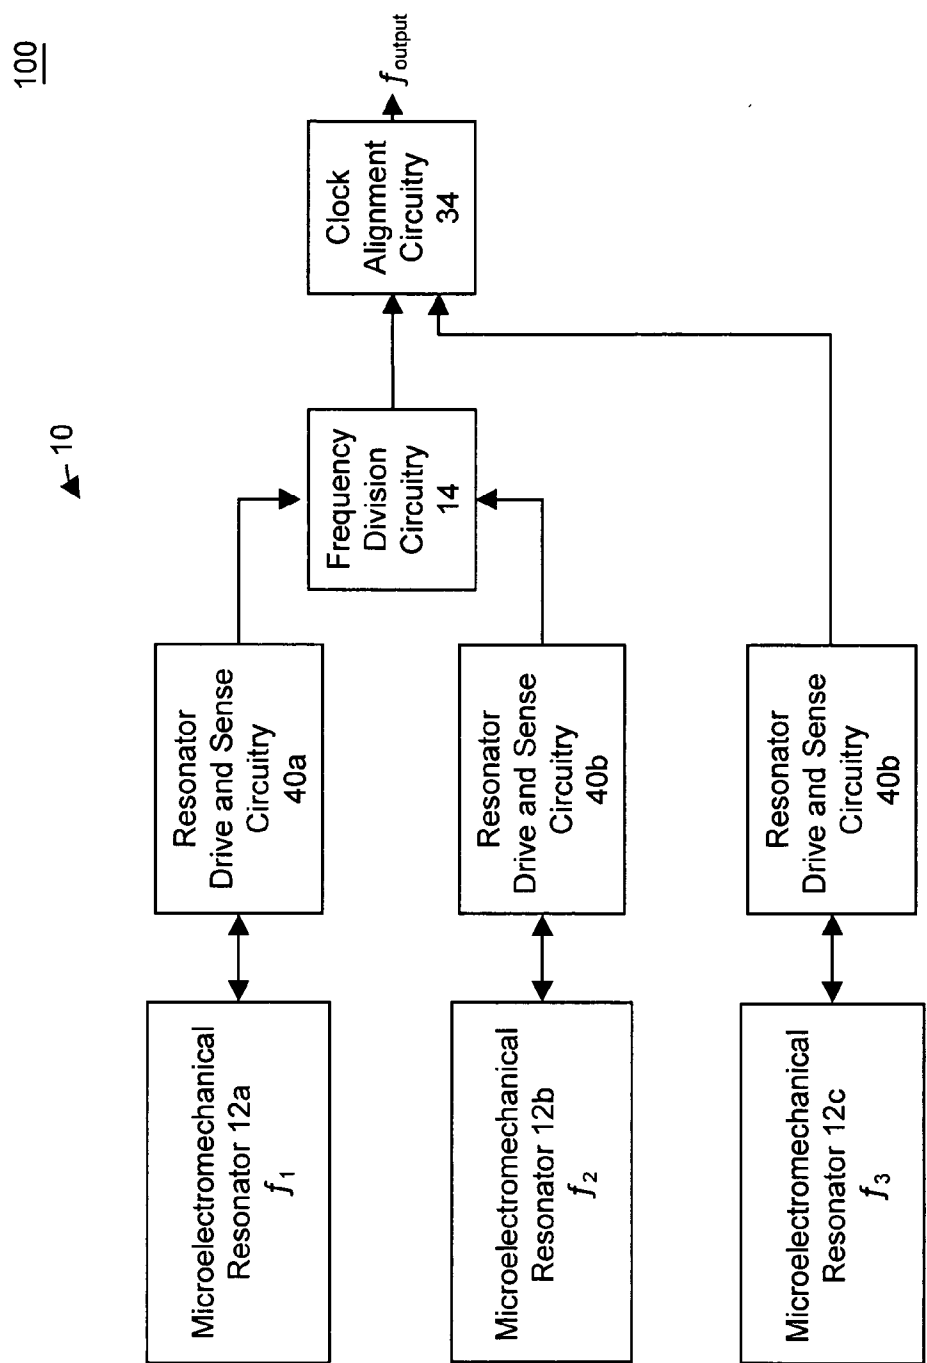 100
10
Microelectromechanical
Resonator 12a
f1
Resonator
Drive and Sense
Circuitry
40a
Frequency
Division
Circuitry
14
Clock
Alignment
Circuitry
34
foutput
Microelectromechanical
Resonator 12b
f2
Resonator
Drive and Sense
Circuitry
40b
Microelectromechanical
Resonator 12c
f3
Resonator
Drive and Sense
Circuitry
40b